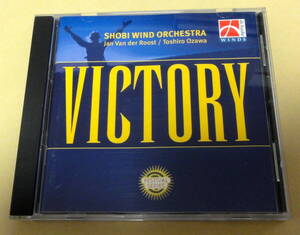 SHOBI WIND ORCHESTRA
Jan Van der Roost / Toshiro Ozawa
WINDS
VICTORY